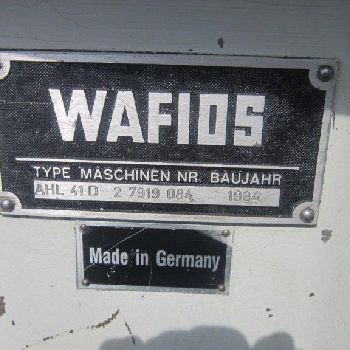 WAFIOS
TYPE MASCHINEN NR. BAUJAHR
AHL 41 D 2 7919 084 1984
Made in Germany